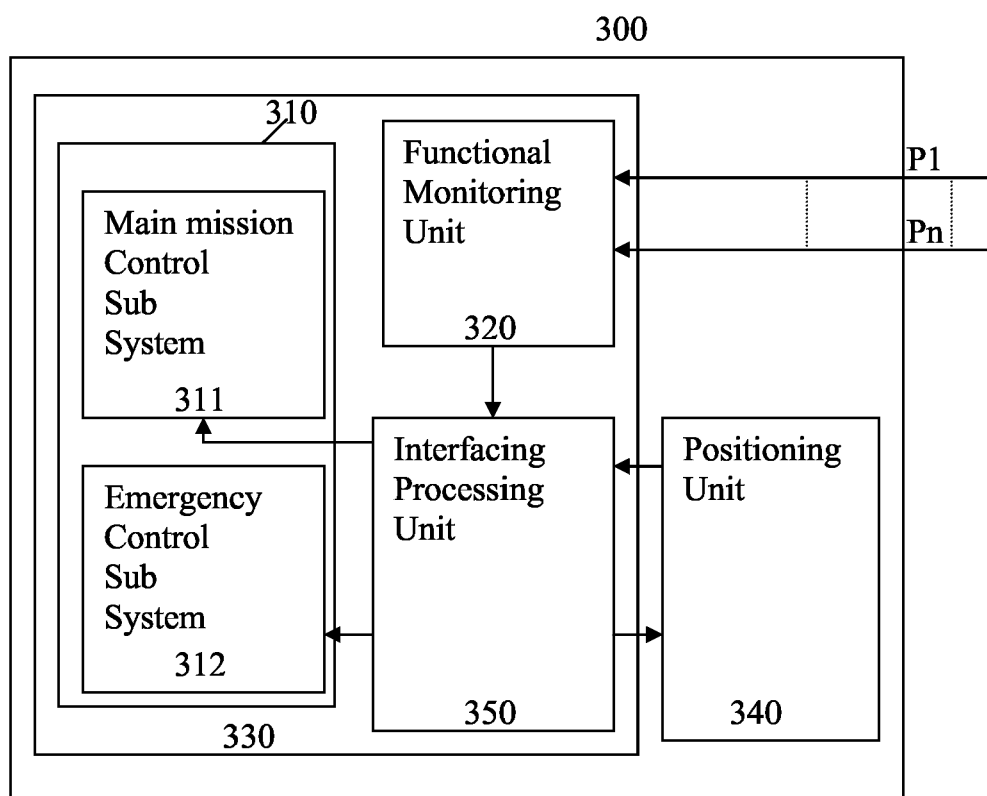 300
310
Functional
Monitoring
Unit
320
P1
Pn
Main mission
Control
Sub
System
311
Interfacing
Processing
Unit
350
Positioning
Unit
340
Emergency
Control
Sub
System
312
330